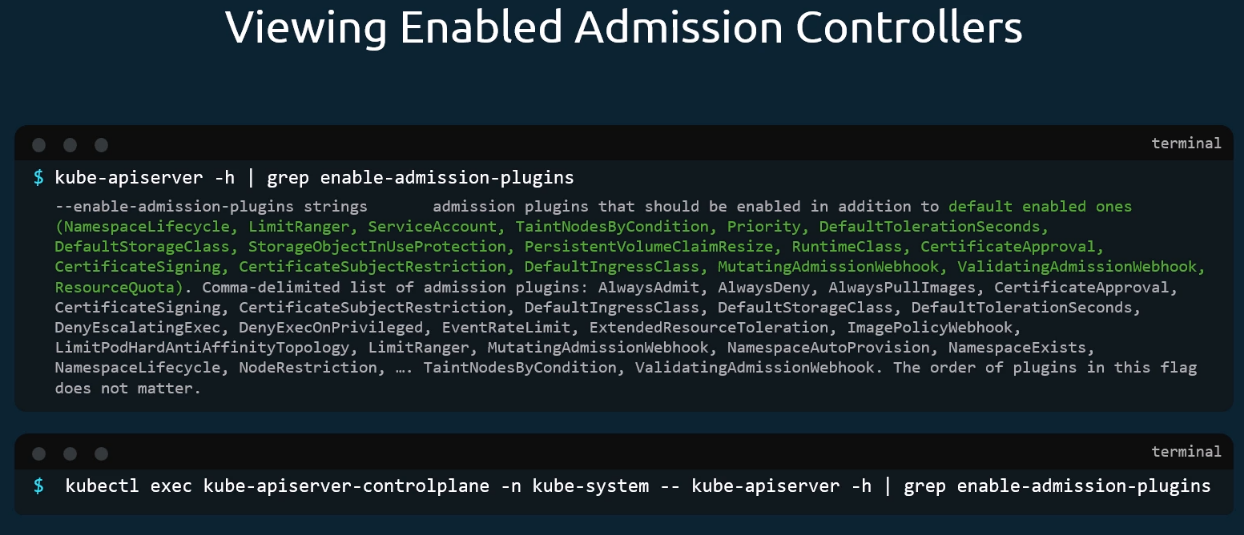 Viewing Enabled Admission Controllers
terminal
$ kube-apiserver -h | grep enable-admission-plugins
--enable-admission-plugins strings       admission plugins that should be enabled in addition to default enabled ones
(NamespaceLifecycle, LimitRanger, ServiceAccount, TaintNodesByCondition, Priority, DefaultTolerationSeconds,
DefaultStorageClass, StorageObjectInUseProtection, PersistentVolumeClaimResize, RuntimeClass, CertificateApproval,
CertificateSigning, CertificateSubjectRestriction, DefaultIngressClass, MutatingAdmissionWebhook, ValidatingAdmissionWebhook,
ResourceQuota). Comma-delimited list of admission plugins: AlwaysAdmit, AlwaysDeny, AlwaysPullImages, CertificateApproval,
CertificateSigning, CertificateSubjectRestriction, DefaultIngressClass, DefaultStorageClass, DefaultTolerationSeconds,
DenyEscalatingExec, DenyExecOnPrivileged, EventRateLimit, ExtendedResourceToleration, ImagePolicyWebhook,
LimitPodHardAntiAffinityTopology, LimitRanger, MutatingAdmissionWebhook, NamespaceAutoProvision, NamespaceExists,
NamespaceLifecycle, NodeRestriction, …. TaintNodesByCondition, ValidatingAdmissionWebhook. The order of plugins in this flag
does not matter.
terminal
$ kubectl exec kube-apiserver-controlplane -n kube-system -- kube-apiserver -h | grep enable-admission-plugins